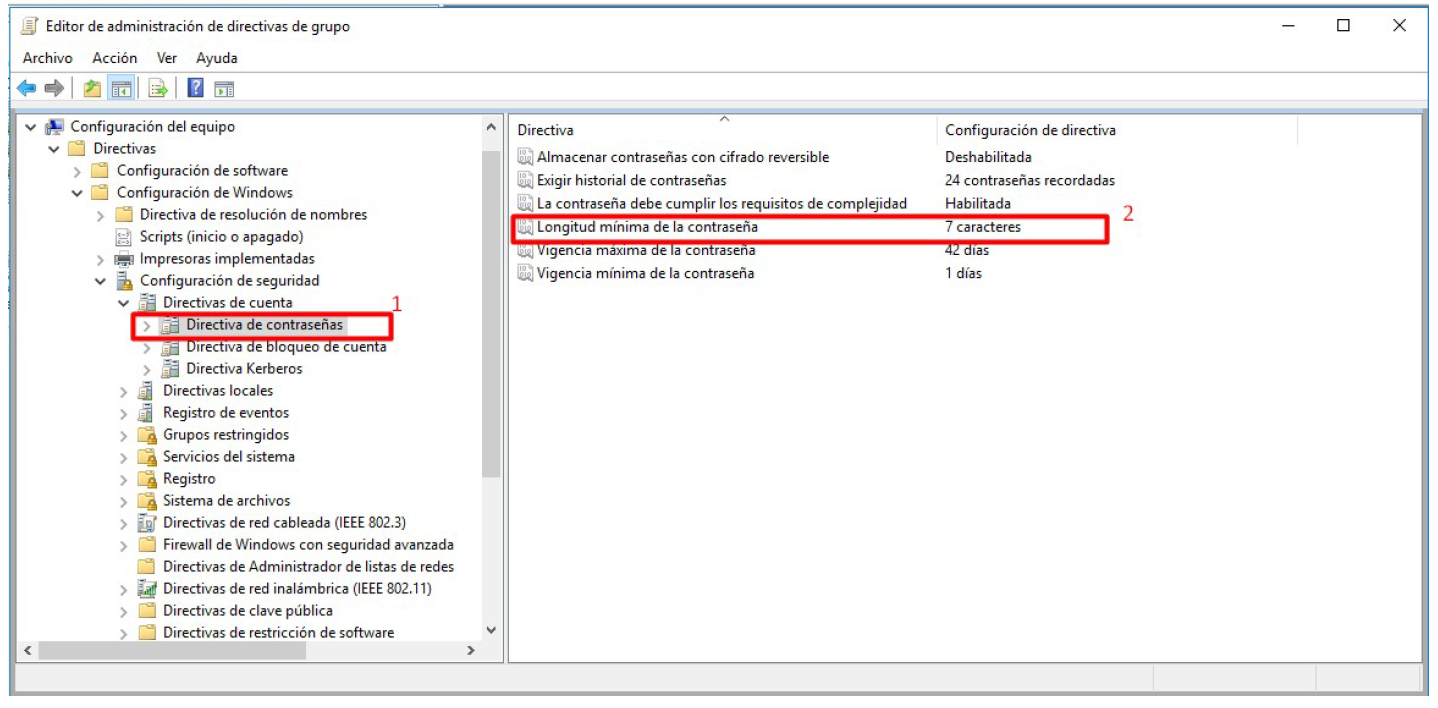 Editor de administración de directivas de grupo
Archivo Acción Ver Ayuda
Configuración del equipo
Directivas
Configuración de software
Configuración de Windows
Directiva de resolución de nombres
Scripts (inicio o apagado)
Impresoras implementadas
Configuración de seguridad
Directivas de cuenta
1
Directiva de contraseñas
Directiva de bloqueo de cuenta
Directiva Kerberos
Directivas locales
Registro de eventos
Grupos restringidos
Servicios del sistema
Registro
Sistema de archivos
Directivas de red cableada (IEEE 802.3)
Firewall de Windows con seguridad avanzada
Directivas de Administrador de listas de redes
Directivas de red inalámbrica (IEEE 802.11)
Directivas de clave pública
Directivas de restricción de software
Directiva Configuración de directiva
Almacenar contraseñas con cifrado reversible Deshabilitada
Exigir historial de contraseñas 24 contraseñas recordadas
La contraseña debe cumplir los requisitos de complejidad Habilitada
2
Longitud mínima de la contraseña 7 caracteres
Vigencia máxima de la contraseña 42 días
Vigencia mínima de la contraseña 1 días